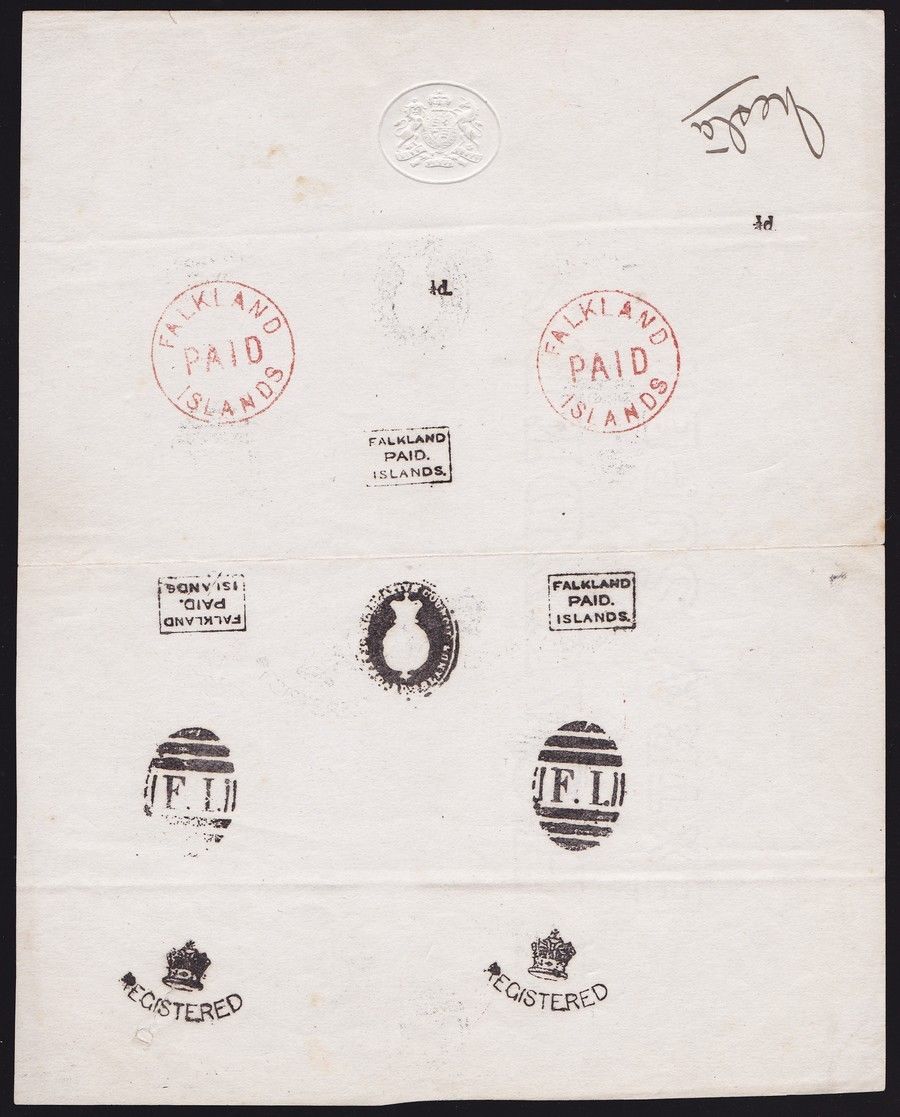 ½d.
½d.
FALKLAND
PAID
ISLANDS
FALKLAND
PAID
ISLANDS
FALKLAND
PAID.
ISLANDS.
FALKLAND
PAID.
ISLANDS.
FALKLAND
PAID.
ISLANDS.
F. I.
F. I.
REGISTERED
REGISTERED